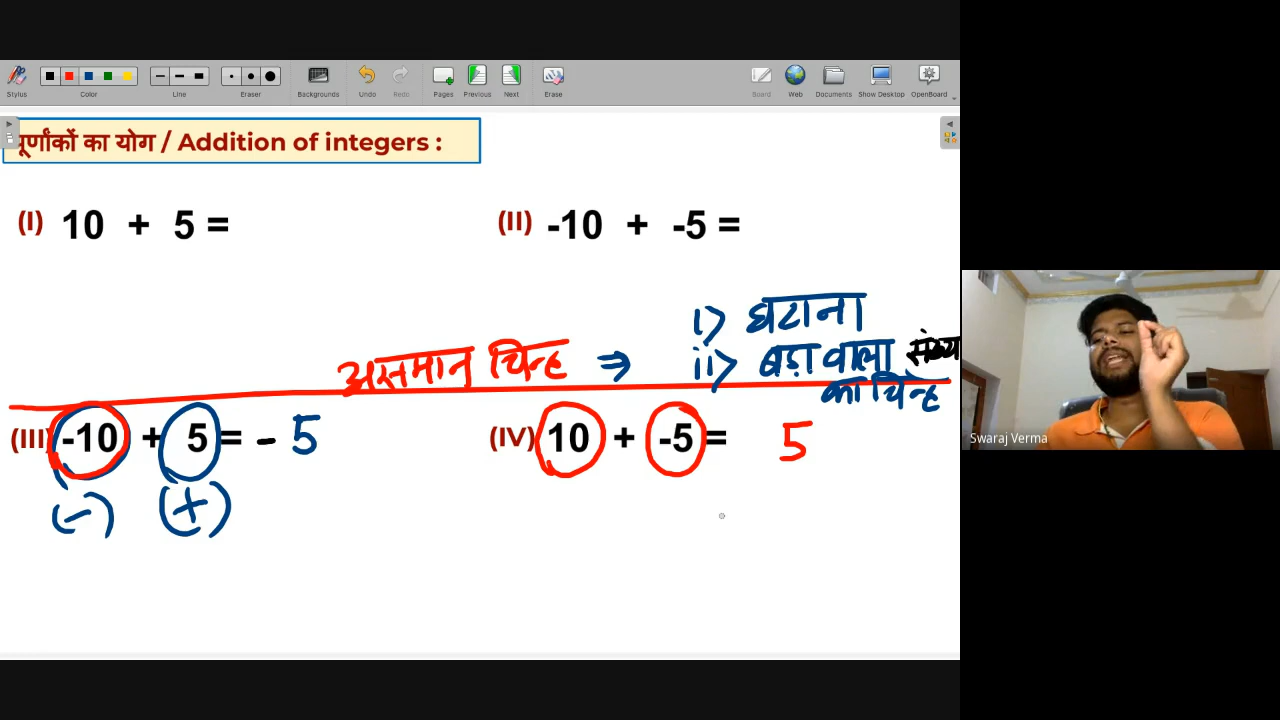 Stylus Color Line Eraser Backgrounds Undo Redo Pages Previous Next Erase Board Web Documents Show Desktop OpenBoard
पूर्णांकों का योग / Addition of integers :
(I) 10 + 5 =
(II) -10 + -5 =
i> घटाना
असमान चिन्ह ⇒ ii> बड़ा वाला संख्या
का चिन्ह
(III) -10 + 5 = - 5
(IV) 10 + -5 = 5
(-) (+)
Swaraj Verma